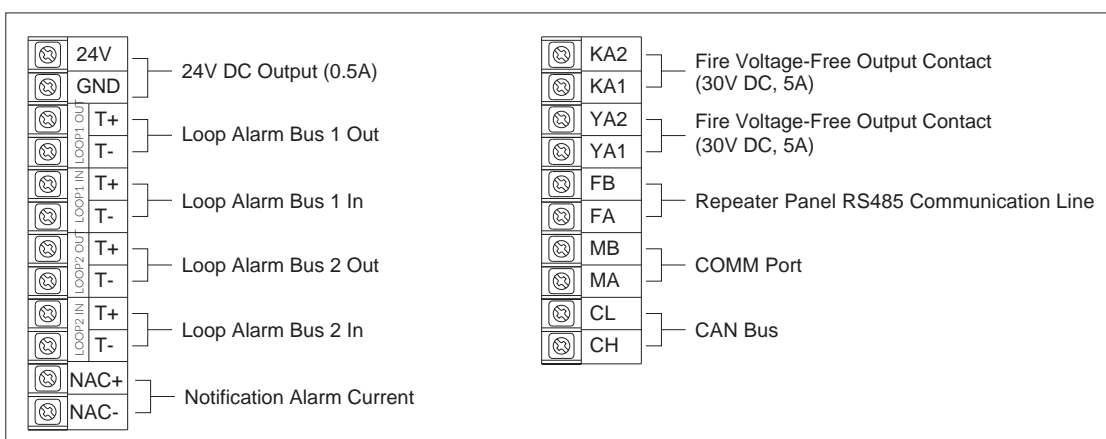 24V
GND
24V DC Output (0.5A)
LOOP1 OUT
T+
T-
Loop Alarm Bus 1 Out
LOOP1 IN
T+
T-
Loop Alarm Bus 1 In
LOOP2 OUT
T+
T-
Loop Alarm Bus 2 Out
LOOP2 IN
T+
T-
Loop Alarm Bus 2 In
NAC+
NAC-
Notification Alarm Current
KA2
KA1
Fire Voltage-Free Output Contact
(30V DC, 5A)
YA2
YA1
Fire Voltage-Free Output Contact
(30V DC, 5A)
FB
FA
Repeater Panel RS485 Communication Line
MB
MA
COMM Port
CL
CH
CAN Bus